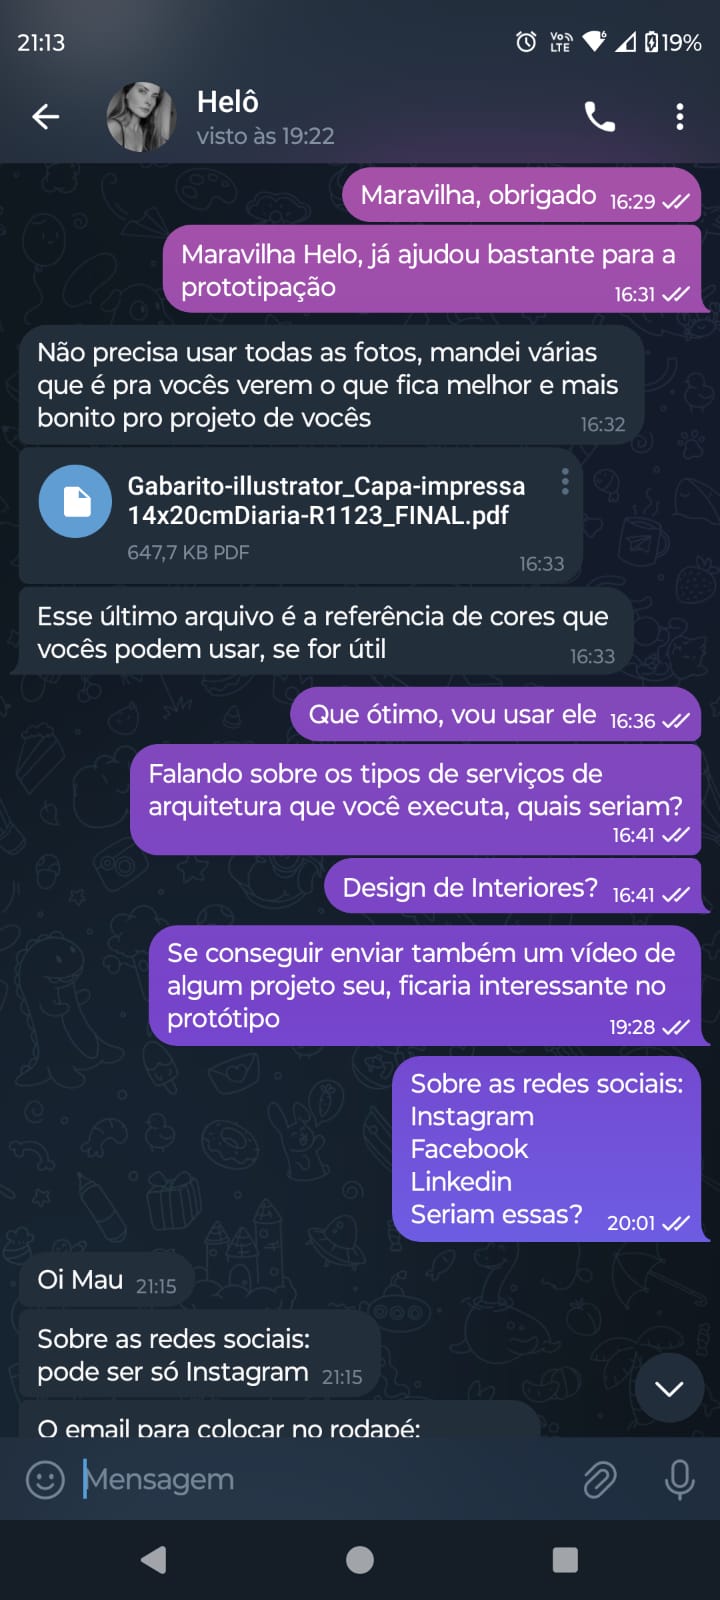 21:13
Vo)) LTE
6
19%
Helô
visto às 19:22
Maravilha, obrigado 16:29
Maravilha Helo, já ajudou bastante para a
prototipação
16:31
Não precisa usar todas as fotos, mandei várias
que é pra vocês verem o que fica melhor e mais
bonito pro projeto de vocês
16:32
Gabarito-illustrator_Capa-impressa
14x20cmDiaria-R1123_FINAL.pdf
647,7 KB PDF
16:33
Esse último arquivo é a referência de cores que
vocês podem usar, se for útil
16:33
Que ótimo, vou usar ele 16:36
Falando sobre os tipos de serviços de
arquitetura que você executa, quais seriam?
16:41
Design de Interiores? 16:41
Se conseguir enviar também um vídeo de
algum projeto seu, ficaria interessante no
protótipo
19:28
Sobre as redes sociais:
Instagram
Facebook
Linkedin
Seriam essas? 20:01
Oi Mau 21:15
Sobre as redes sociais:
pode ser só Instagram 21:15
O email para colocar no rodapé:
Mensagem